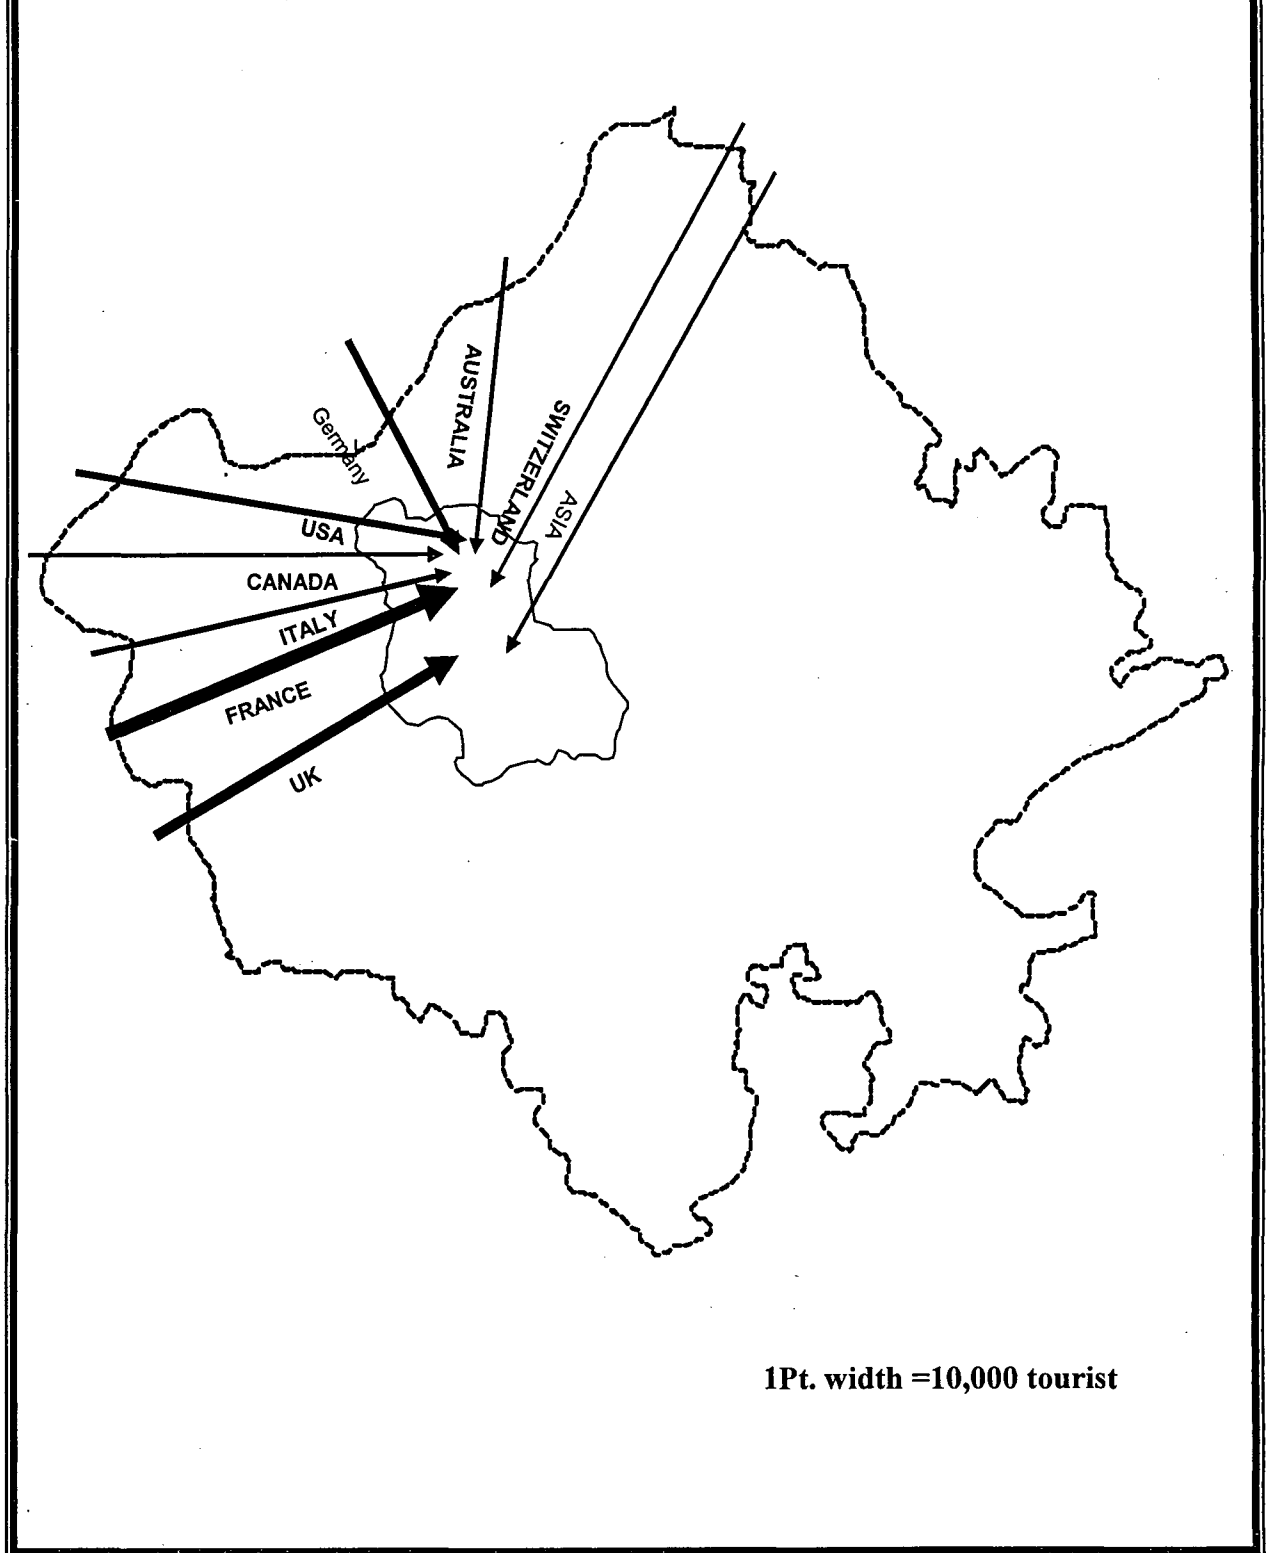 AUSTRALIA
SWITZERLAND
Germany
ASIA
USA
CANADA
ITALY
FRANCE
UK
1Pt. width =10,000 tourist